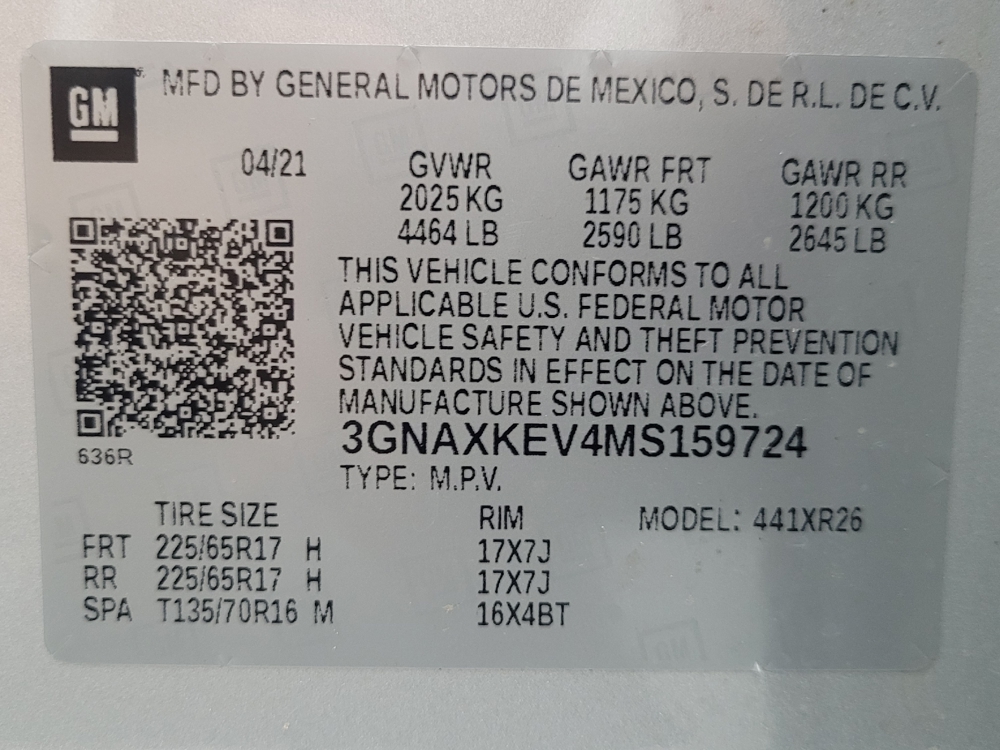 GM MFD BY GENERAL MOTORS DE MEXICO, S. DE R.L. DE C.V.
04/21 GVWR GAWR FRT GAWR RR
2025 KG 1175 KG 1200 KG
4464 LB 2590 LB 2645 LB
THIS VEHICLE CONFORMS TO ALL
APPLICABLE U.S. FEDERAL MOTOR
VEHICLE SAFETY AND THEFT PREVENTION
STANDARDS IN EFFECT ON THE DATE OF
MANUFACTURE SHOWN ABOVE.
3GNAXKEV4MS159724
636R
TYPE: M.P.V.
TIRE SIZE RIM MODEL: 441XR26
FRT 225/65R17 H 17X7J
RR 225/65R17 H 17X7J
SPA T135/70R16 M 16X4BT